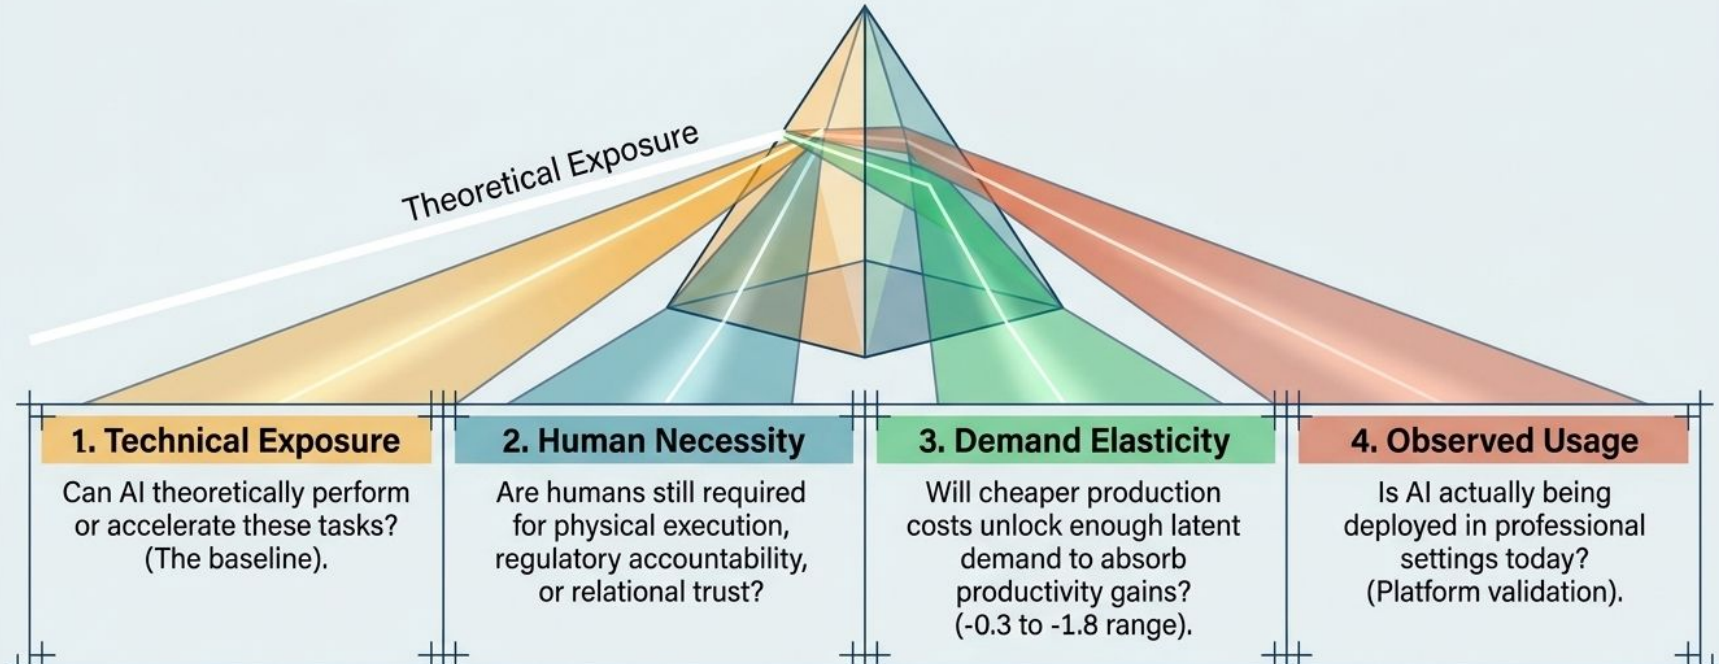 Theoretical Exposure
1. Technical Exposure
Can AI theoretically perform
or accelerate these tasks?
(The baseline).
2. Human Necessity
Are humans still required
for physical execution,
regulatory accountability,
or relational trust?
3. Demand Elasticity
Will cheaper production
costs unlock enough latent
demand to absorb
productivity gains?
(-0.3 to -1.8 range).
4. Observed Usage
Is AI actually being
deployed in professional
settings today?
(Platform validation).